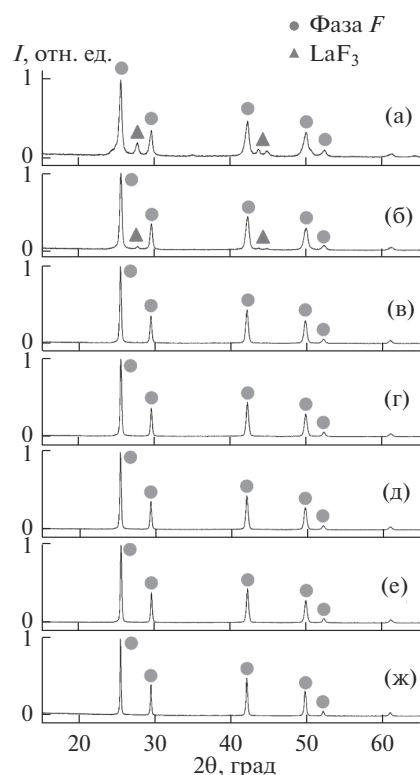 ● Фаза F
▲ LaF₃
I, отн. ед.
1
0
(а)
1
0
(б)
1
0
(в)
1
0
(г)
1
0
(д)
1
0
(е)
1
0
(ж)
20 30 40 50 60
2θ, град